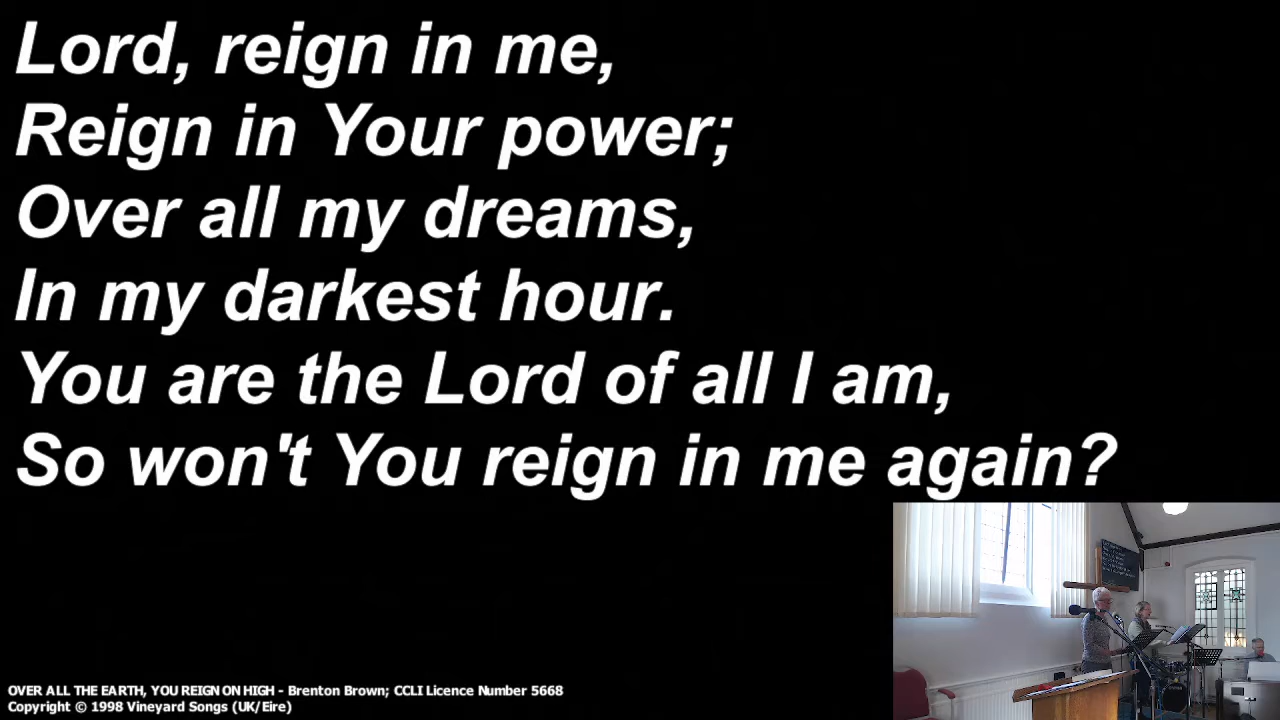 Lord, reign in me,
Reign in Your power;
Over all my dreams,
In my darkest hour.
You are the Lord of all I am,
So won't You reign in me again?
OVER ALL THE EARTH, YOU REIGN ON HIGH - Brenton Brown; CCLI Licence Number 5668
Copyright © 1998 Vineyard Songs (UK/Eire)